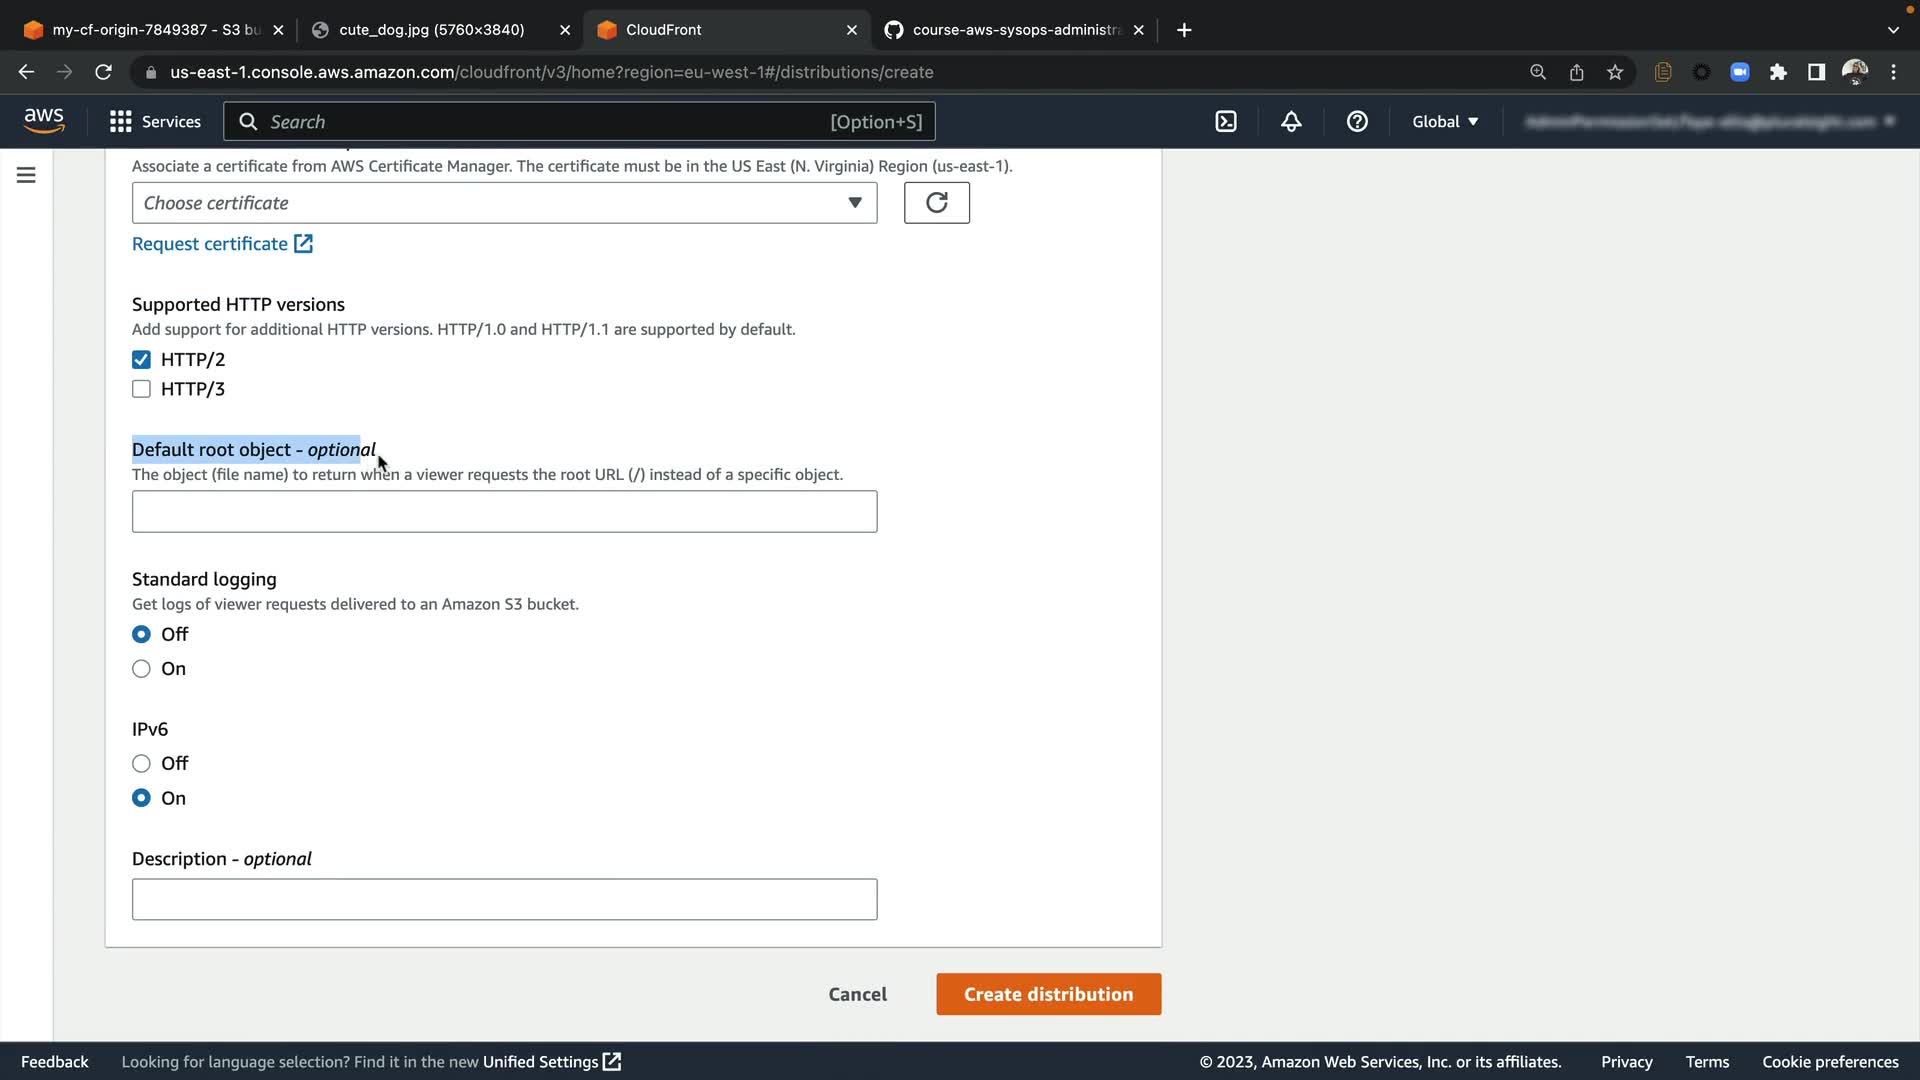 my-cf-origin-7849387 - S3 bu
cute_dog.jpg (5760×3840)
CloudFront
course-aws-sysops-administra
us-east-1.console.aws.amazon.com/cloudfront/v3/home?region=eu-west-1#/distributions/create
aws
Services
Search
[Option+S]
Global
Associate a certificate from AWS Certificate Manager. The certificate must be in the US East (N. Virginia) Region (us-east-1).
Choose certificate
Request certificate
Supported HTTP versions
Add support for additional HTTP versions. HTTP/1.0 and HTTP/1.1 are supported by default.
HTTP/2
HTTP/3
Default root object - optional
The object (file name) to return when a viewer requests the root URL (/) instead of a specific object.
Standard logging
Get logs of viewer requests delivered to an Amazon S3 bucket.
Off
On
IPv6
Off
On
Description - optional
Cancel
Create distribution
Feedback
Looking for language selection? Find it in the new Unified Settings
© 2023, Amazon Web Services, Inc. or its affiliates.
Privacy
Terms
Cookie preferences